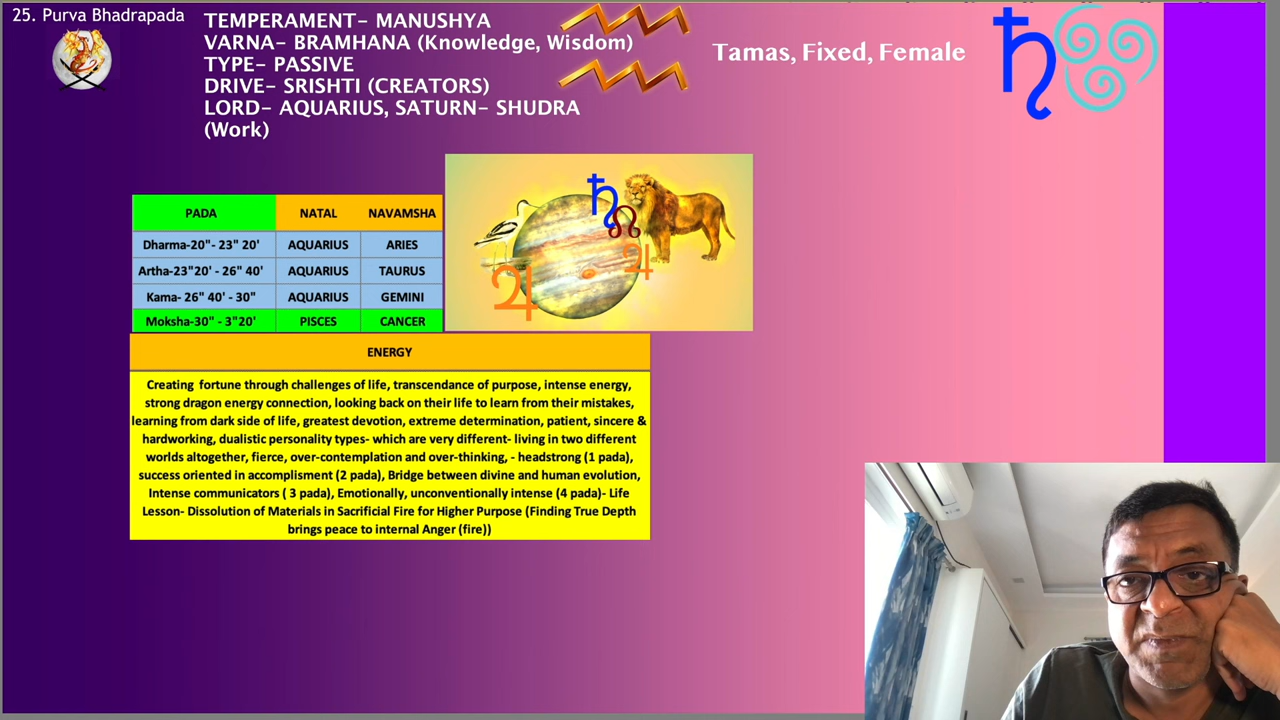 25. Purva Bhadrapada
TEMPERAMENT- MANUSHYA
VARNA- BRAMHANA (Knowledge, Wisdom)
TYPE- PASSIVE
DRIVE- SRISHTI (CREATORS)
LORD- AQUARIUS, SATURN- SHUDRA
(Work)
Tamas, Fixed, Female
PADA NATAL NAVAMSHA
Dharma-20"- 23" 20' AQUARIUS ARIES
Artha-23"20' - 26" 40' AQUARIUS TAURUS
Kama- 26" 40' - 30" AQUARIUS GEMINI
Moksha-30" - 3"20' PISCES CANCER
ENERGY
Creating fortune through challenges of life, transcendance of purpose, intense energy,
strong dragon energy connection, looking back on their life to learn from their mistakes,
learning from dark side of life, greatest devotion, extreme determination, patient, sincere &
hardworking, dualistic personality types- which are very different- living in two different
worlds altogether, fierce, over-contemplation and over-thinking, - headstrong (1 pada),
success oriented in accomplisment (2 pada), Bridge between divine and human evolution,
Intense communicators ( 3 pada), Emotionally, unconventionally intense (4 pada)- Life
Lesson- Dissolution of Materials in Sacrificial Fire for Higher Purpose (Finding True Depth
brings peace to internal Anger (fire))